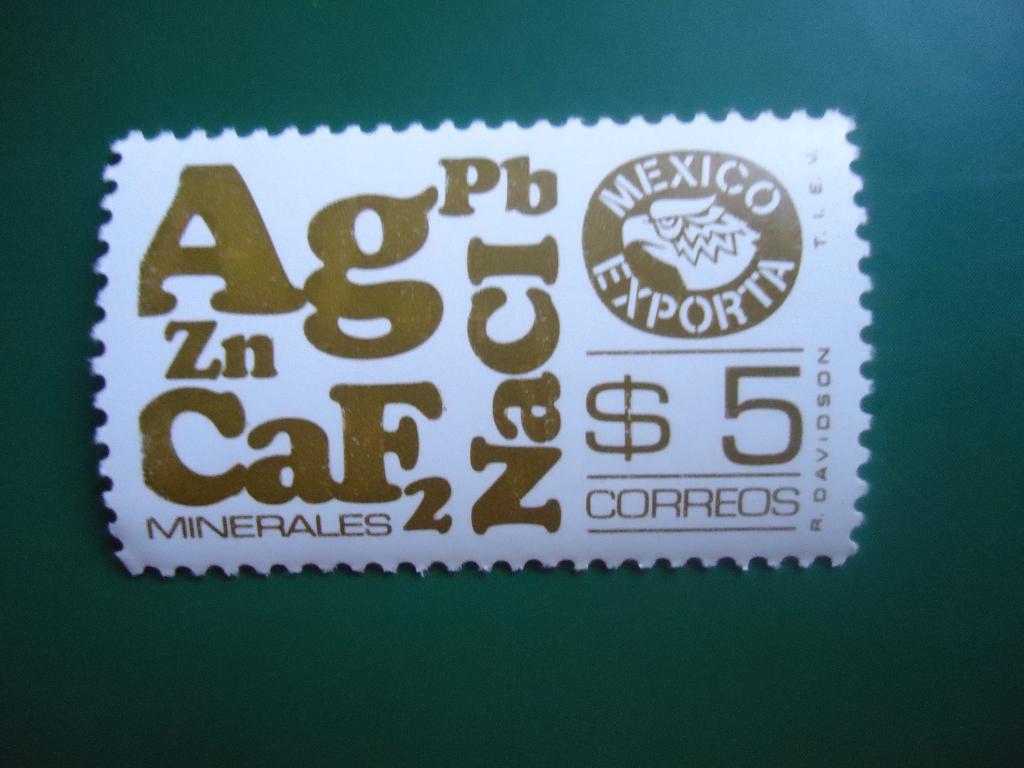 Ag
Pb
Zn
NaCl
CaF2
MINERALES
MEXICO
EXPORTA
$ 5
CORREOS
T. I. E. V.
R. DAVIDSON